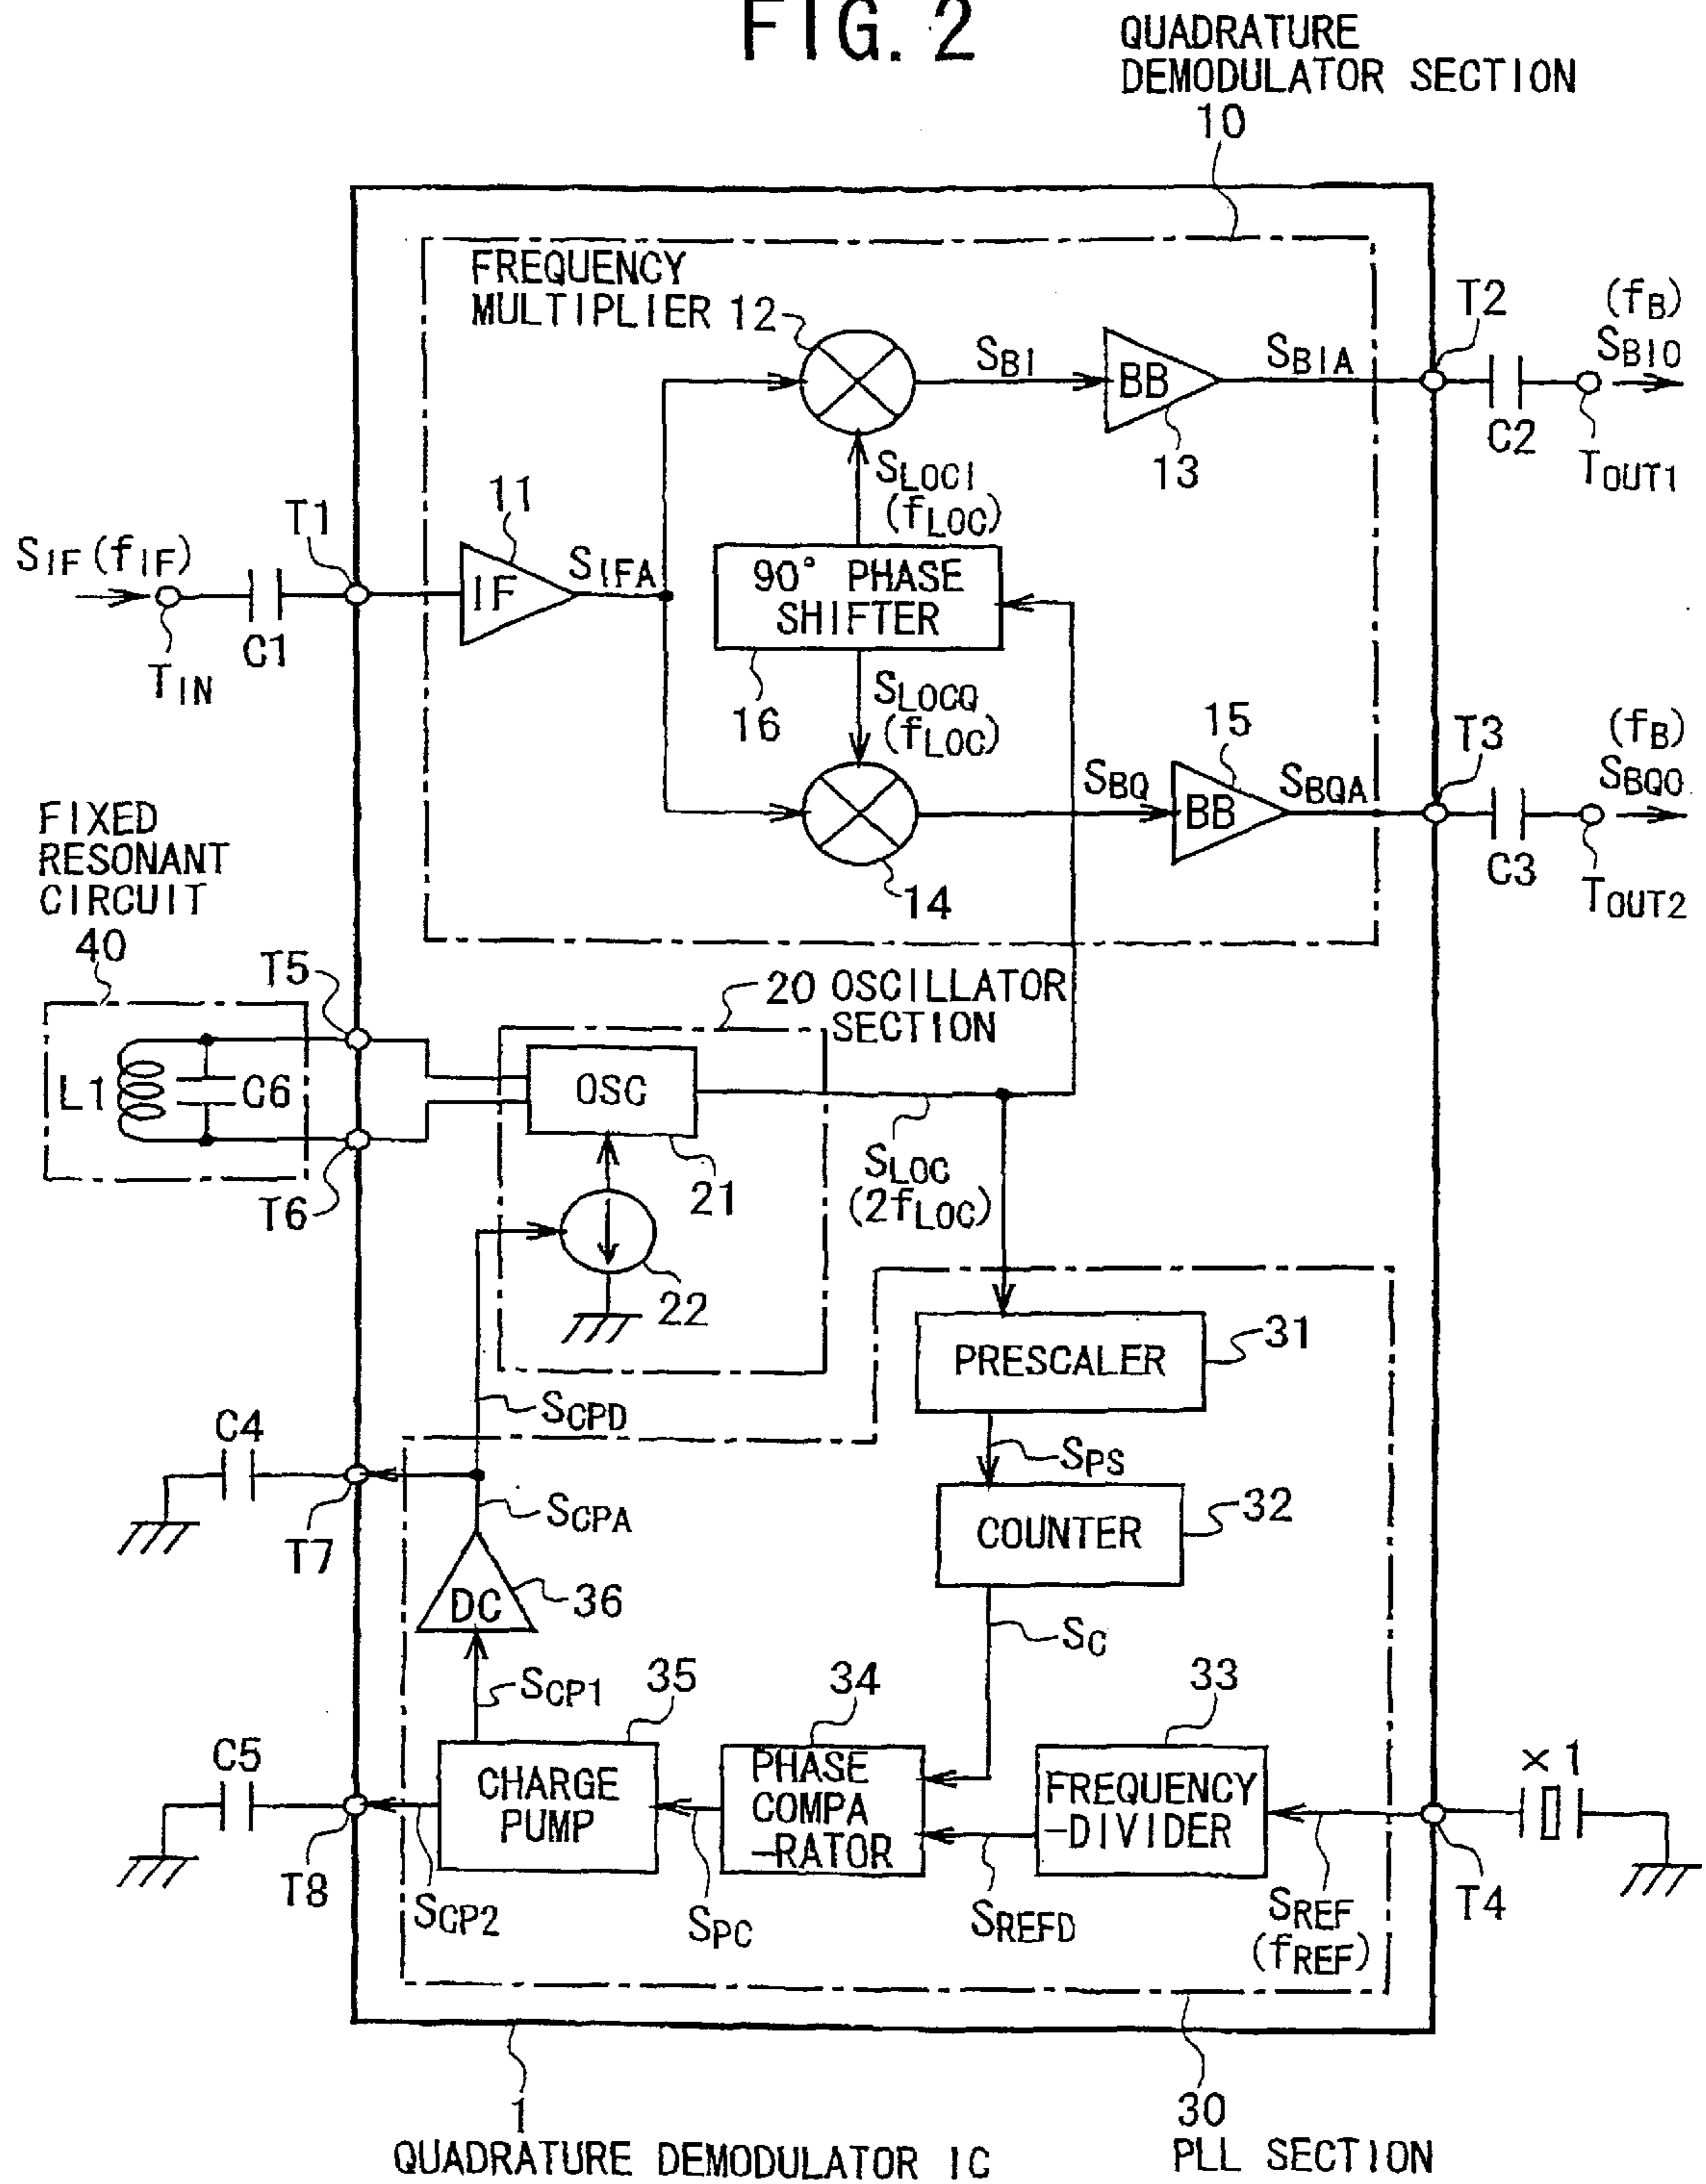 FIG. 2
QUADRATURE
DEMODULATOR SECTION
10
FREQUENCY
MULTIPLIER 12
SBI
BB
13
SBIA
T2
(fB)
SBIO
C2
TOUT1
SLOCI
(fLOC)
SIF (fIF)
TIN
C1
T1
11
IF
SIFA
90° PHASE
SHIFTER
16
SLOCQ
(fLOC)
14
SBQ
15
BB
SBQA
T3
(fB)
SBQO
C3
TOUT2
FIXED
RESONANT
CIRCUIT
40
L1
C6
T5
T6
20 OSCILLATOR
SECTION
OSC
21
22
SLOC
(2fLOC)
PRESCALER
31
SPS
COUNTER
32
SC
SCPD
C4
T7
SCPA
DC
36
SCP1
35
CHARGE
PUMP
C5
T8
SCP2
SPC
34
PHASE
COMPA
-RATOR
SREFD
33
FREQUENCY
-DIVIDER
SREF
(fREF)
T4
×1
1
QUADRATURE DEMODULATOR IC
30
PLL SECTION